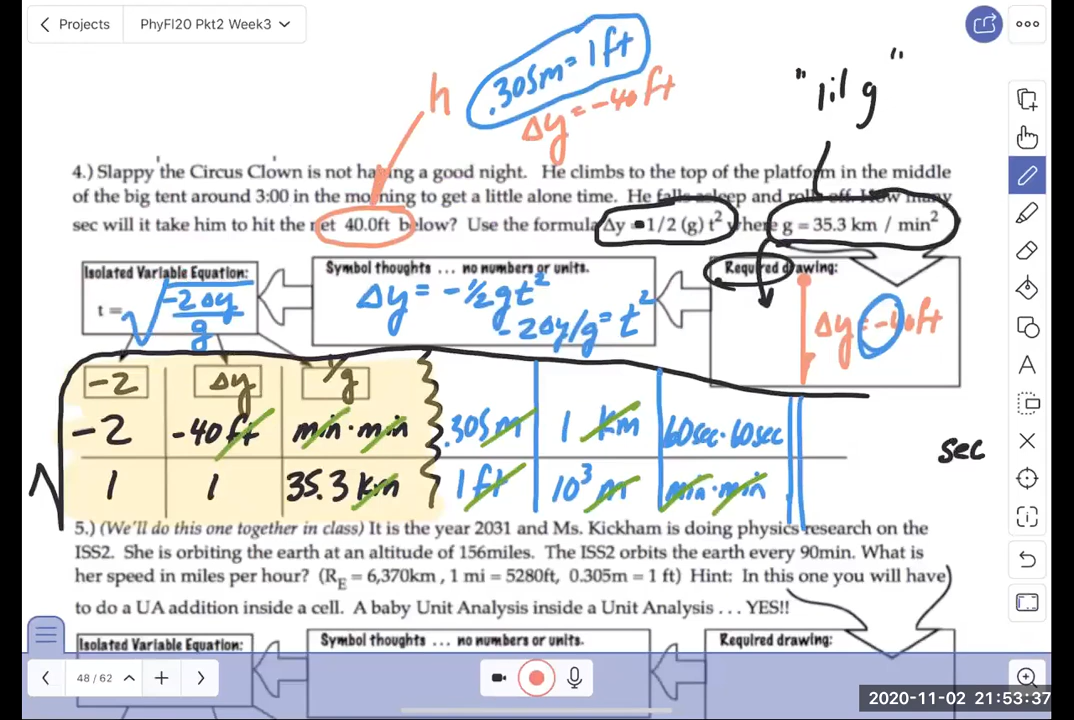 Projects
PhyFl20 Pkt2 Week3
.305m = 1ft
h
Δy = -40ft
"lil g"
4.) Slappy the Circus Clown is not having a good night. He climbs to the top of the platform in the middle
of the big tent around 3:00 in the morning to get a little alone time. He falls asleep and rolls off. How many
sec will it take him to hit the net 40.0ft below? Use the formula Δy = -1/2 (g) t² where g = 35.3 km / min²
Isolated Variable Equation:
t = √-2Δy/g
Symbol thoughts ... no numbers or units.
Δy = -½gt²
-2Δy/g = t²
Required drawing:
Δy = -40ft
-2 Δy 1/g
-2 -40ft min·min .305m 1 km 60sec·60sec
sec
1 1 35.3 km 1ft 10³ m min·min
5.) (We'll do this one together in class) It is the year 2031 and Ms. Kickham is doing physics research on the
ISS2. She is orbiting the earth at an altitude of 156miles. The ISS2 orbits the earth every 90min. What is
her speed in miles per hour? (RE = 6,370km , 1 mi = 5280ft, 0.305m = 1 ft) Hint: In this one you will have
to do a UA addition inside a cell. A baby Unit Analysis inside a Unit Analysis ... YES!!
Isolated Variable Equation:
Symbol thoughts ... no numbers or units.
Required drawing:
48 / 62
2020-11-02 21:53:37